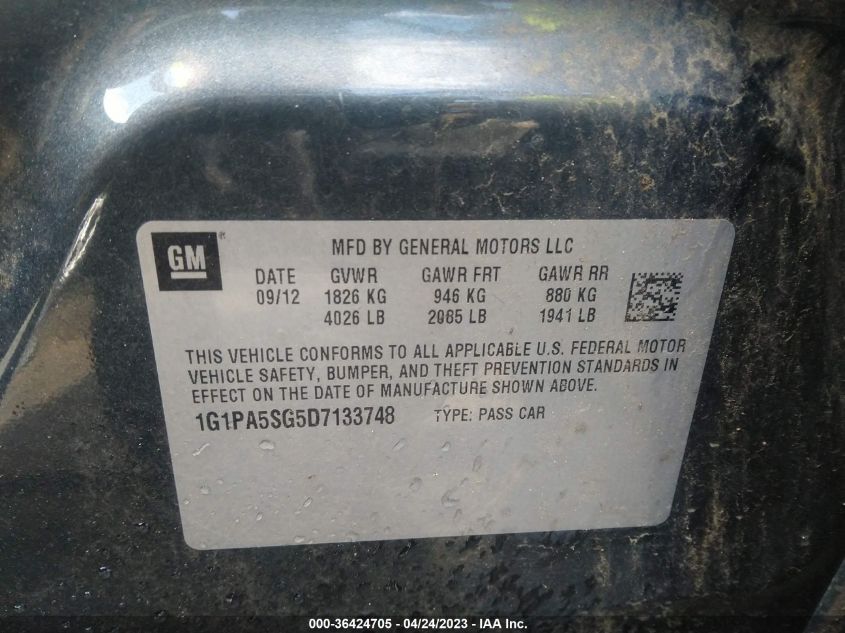 GM®
MFD BY GENERAL MOTORS LLC
DATE GVWR GAWR FRT GAWR RR
09/12 1826 KG 946 KG 880 KG
4026 LB 2085 LB 1941 LB
THIS VEHICLE CONFORMS TO ALL APPLICABLE U.S. FEDERAL MOTOR
VEHICLE SAFETY, BUMPER, AND THEFT PREVENTION STANDARDS IN
EFFECT ON THE DATE OF MANUFACTURE SHOWN ABOVE.
1G1PA5SG5D7133748 TYPE: PASS CAR
000-36424705 - 04/24/2023 - IAA Inc.